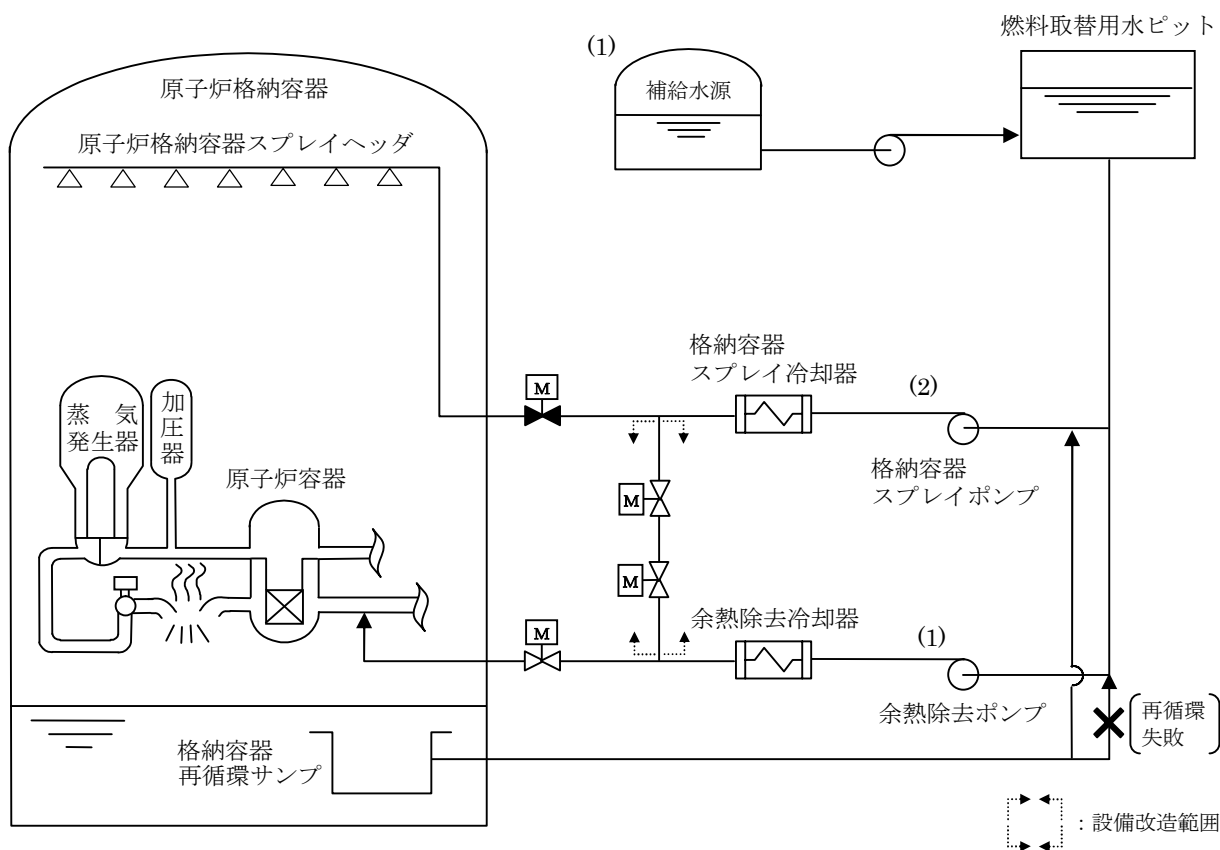 燃料取替用水ピット
(1)
補給水源
原子炉格納容器
原子炉格納容器スプレイヘッダ
格納容器
スプレイ冷却器
(2)
M
格納容器
スプレイポンプ
蒸気
発生器
加圧器
原子炉容器
M
M
余熱除去冷却器
(1)
M
余熱除去ポンプ
再循環
失敗
格納容器
再循環サンプ
:設備改造範囲